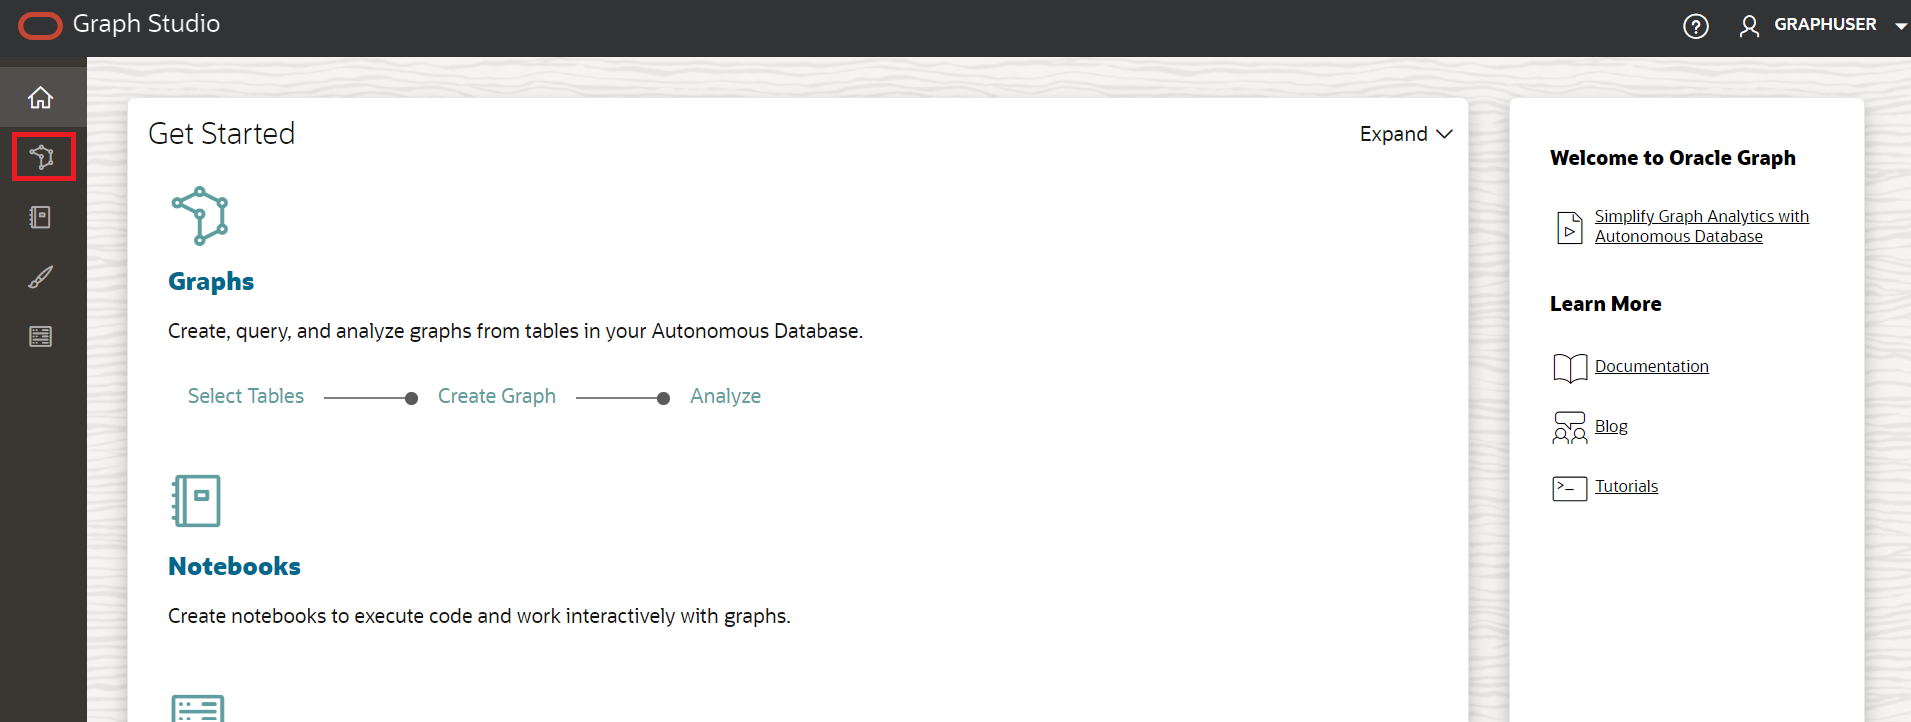 Graph Studio
GRAPHUSER
Get Started
Expand
Graphs
Create, query, and analyze graphs from tables in your Autonomous Database.
Select Tables Create Graph Analyze
Notebooks
Create notebooks to execute code and work interactively with graphs.
Welcome to Oracle Graph
Simplify Graph Analytics with
Autonomous Database
Learn More
Documentation
Blog
Tutorials